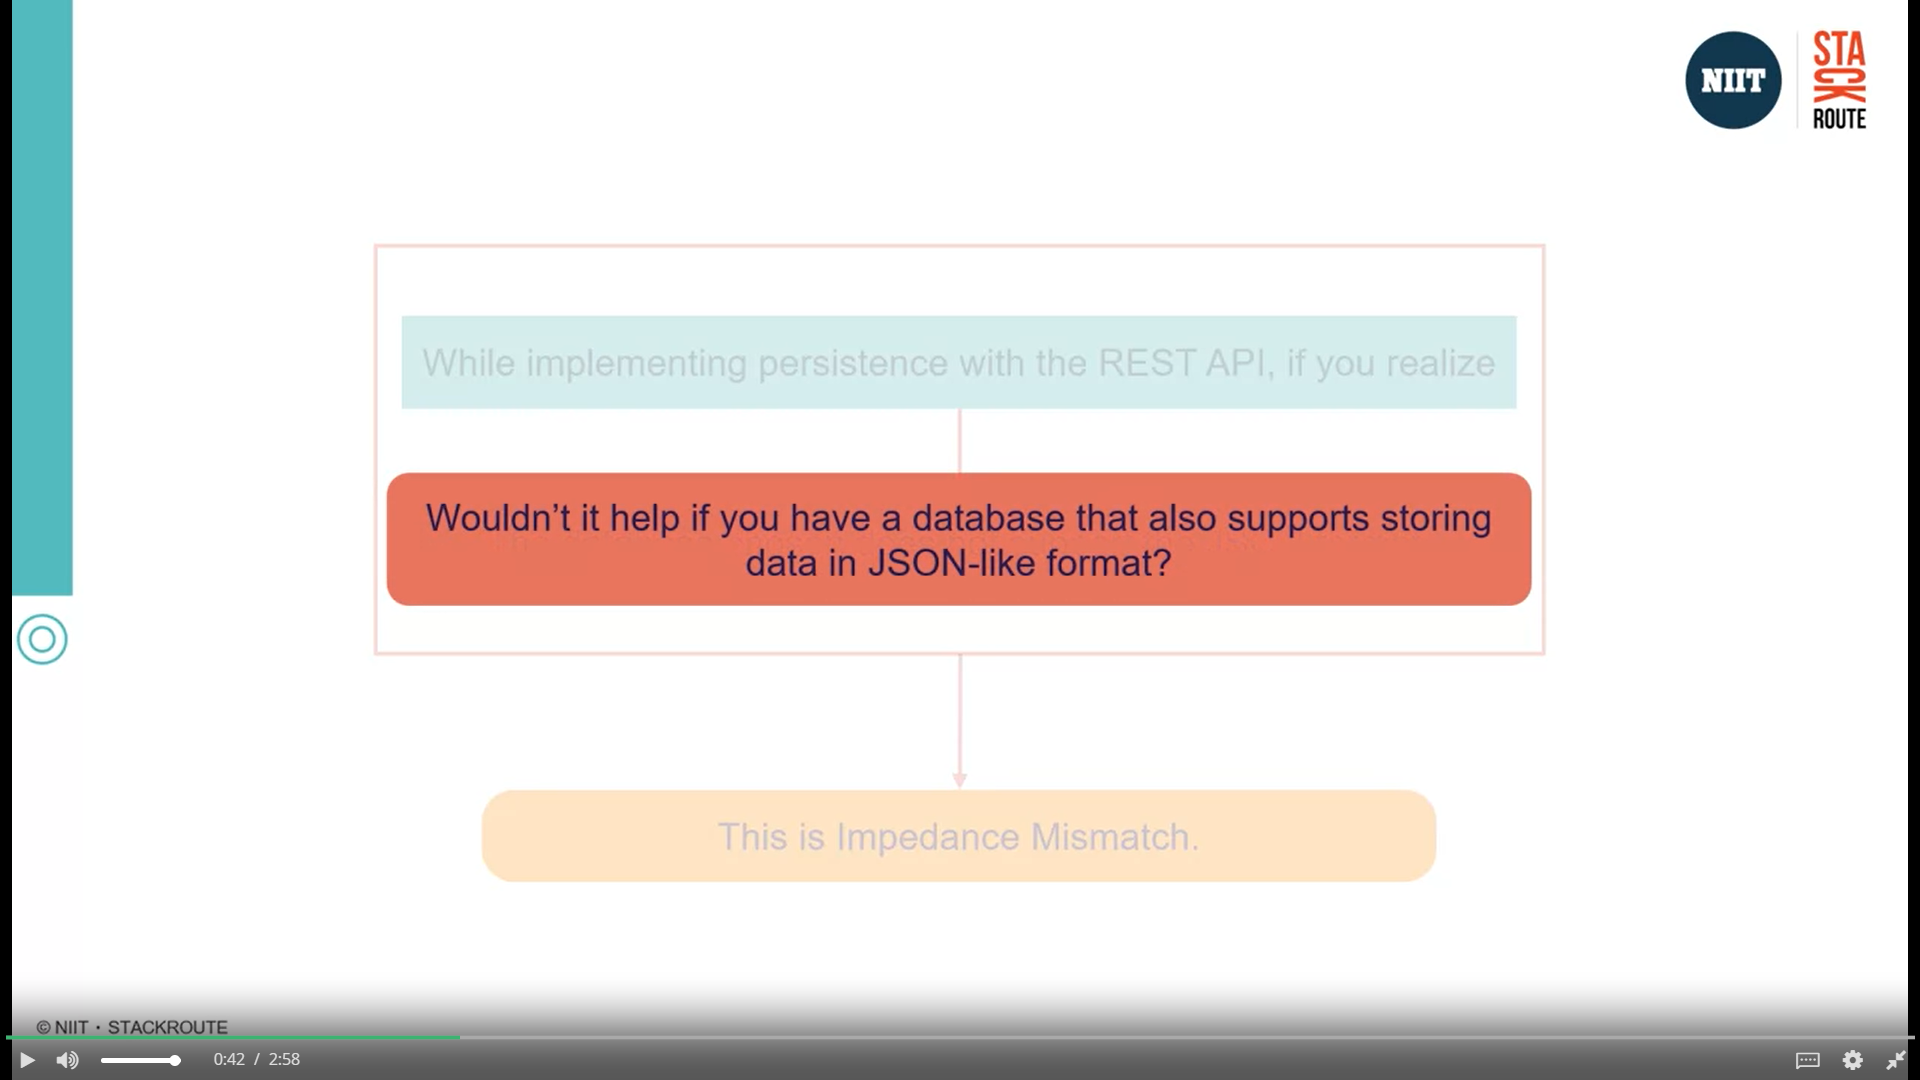 NIIT
STA
CK
ROUTE
While implementing persistence with the REST API, if you realize
Wouldn’t it help if you have a database that also supports storing
data in JSON-like format?
This is Impedance Mismatch.
© NIIT • STACKROUTE
0:42 / 2:58